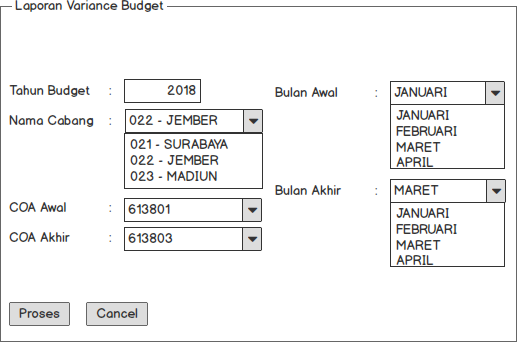 Laporan Variance Budget
Tahun Budget : 2018
Nama Cabang : 022 - JEMBER
021 - SURABAYA
022 - JEMBER
023 - MADIUN
COA Awal : 613801
COA Akhir : 613803
Bulan Awal : JANUARI
JANUARI
FEBRUARI
MARET
APRIL
Bulan Akhir : MARET
JANUARI
FEBRUARI
MARET
APRIL
Proses
Cancel